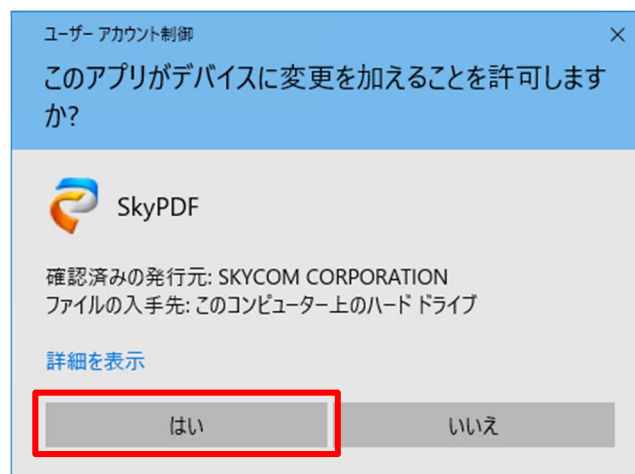 ユーザー アカウント制御
このアプリがデバイスに変更を加えることを許可します
か?
SkyPDF
確認済みの発行元: SKYCOM CORPORATION
ファイルの入手先: このコンピューター上のハード ドライブ
詳細を表示
はい
いいえ